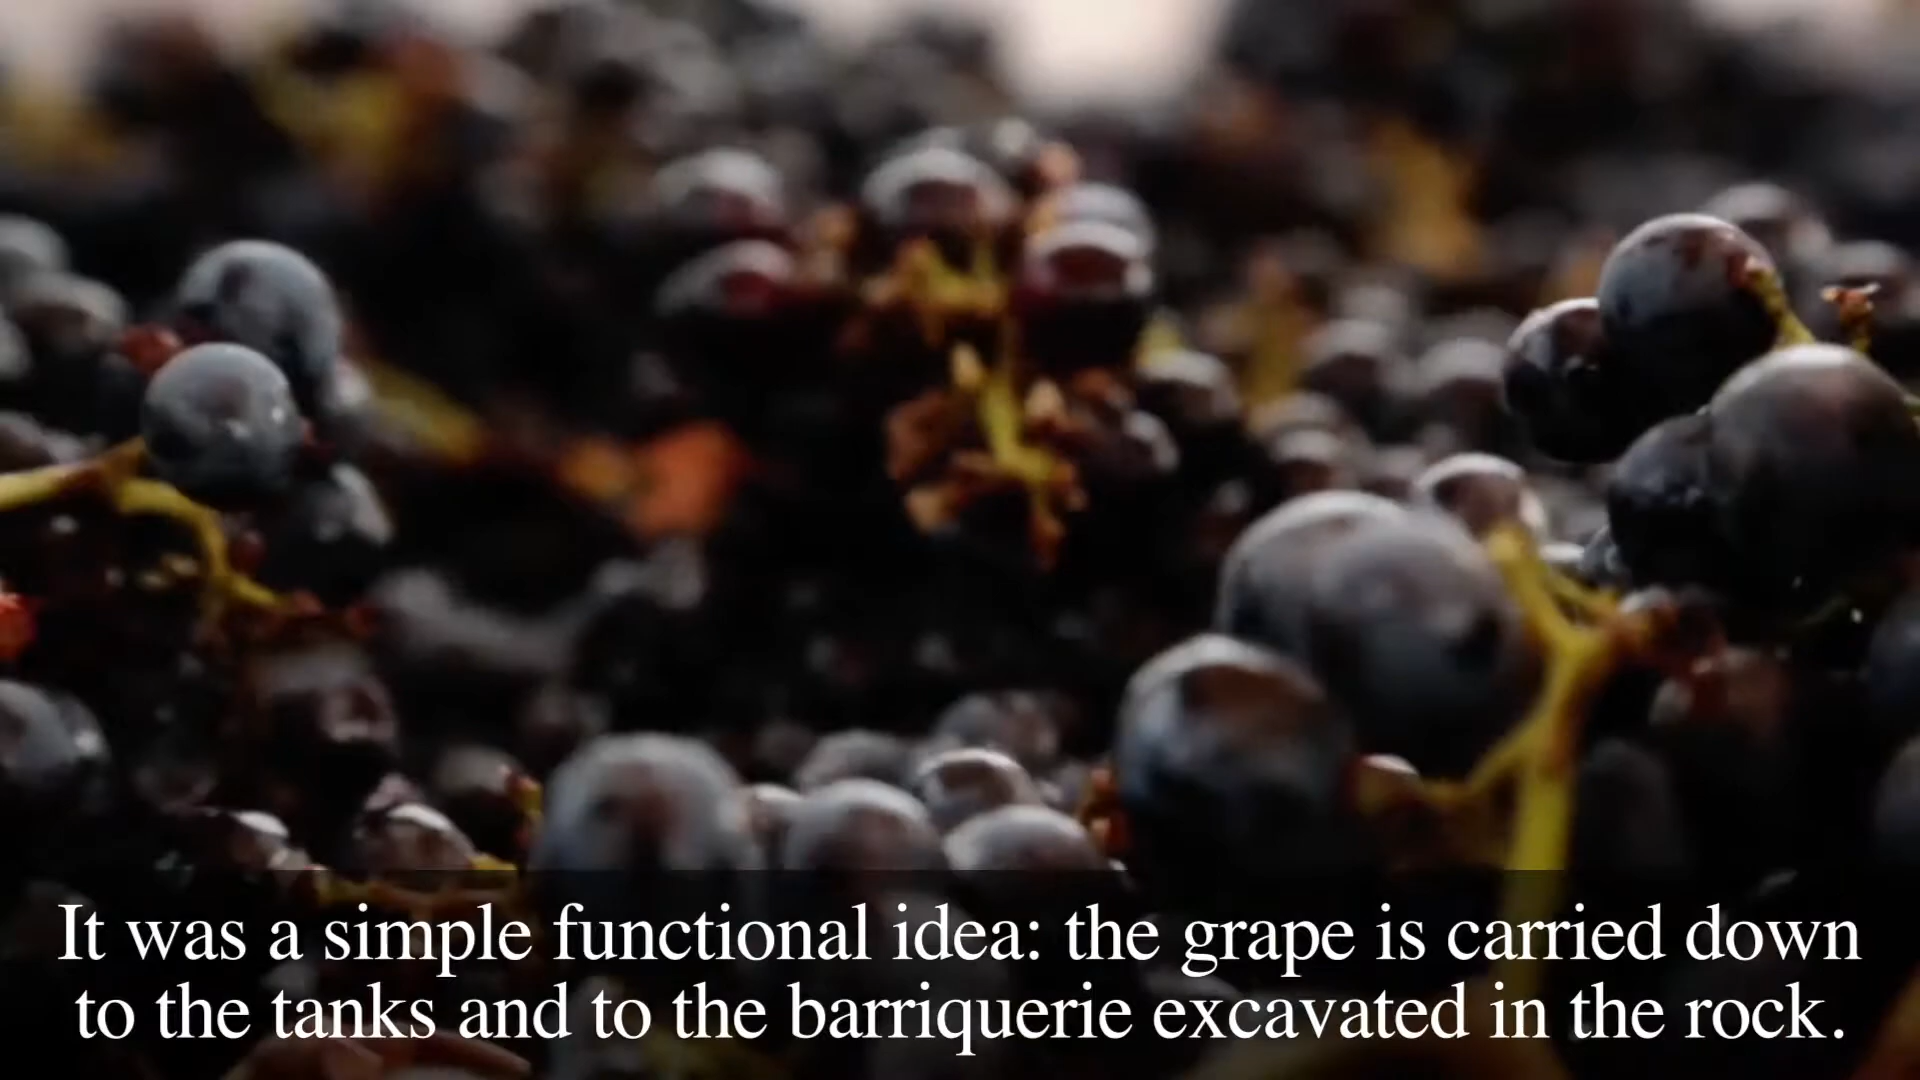 It was a simple functional idea: the grape is carried down
to the tanks and to the barriquerie excavated in the rock.